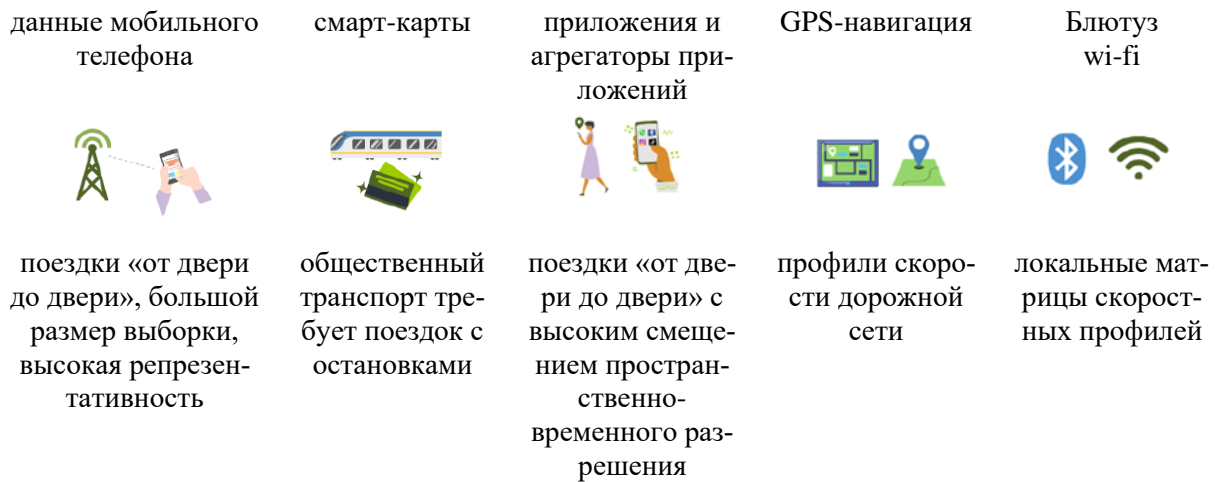 данные мобильного
телефона
смарт-карты
приложения и
агрегаторы при-
ложений
GPS-навигация
Блютуз
wi-fi
поездки «от двери
до двери», большой
размер выборки,
высокая репрезен-
тативность
общественный
транспорт тре-
бует поездок с
остановками
поездки «от две-
ри до двери» с
высоким смеще-
нием простран-
ственно-
временного раз-
решения
профили скоро-
сти дорожной
сети
локальные мат-
рицы скорост-
ных профилей